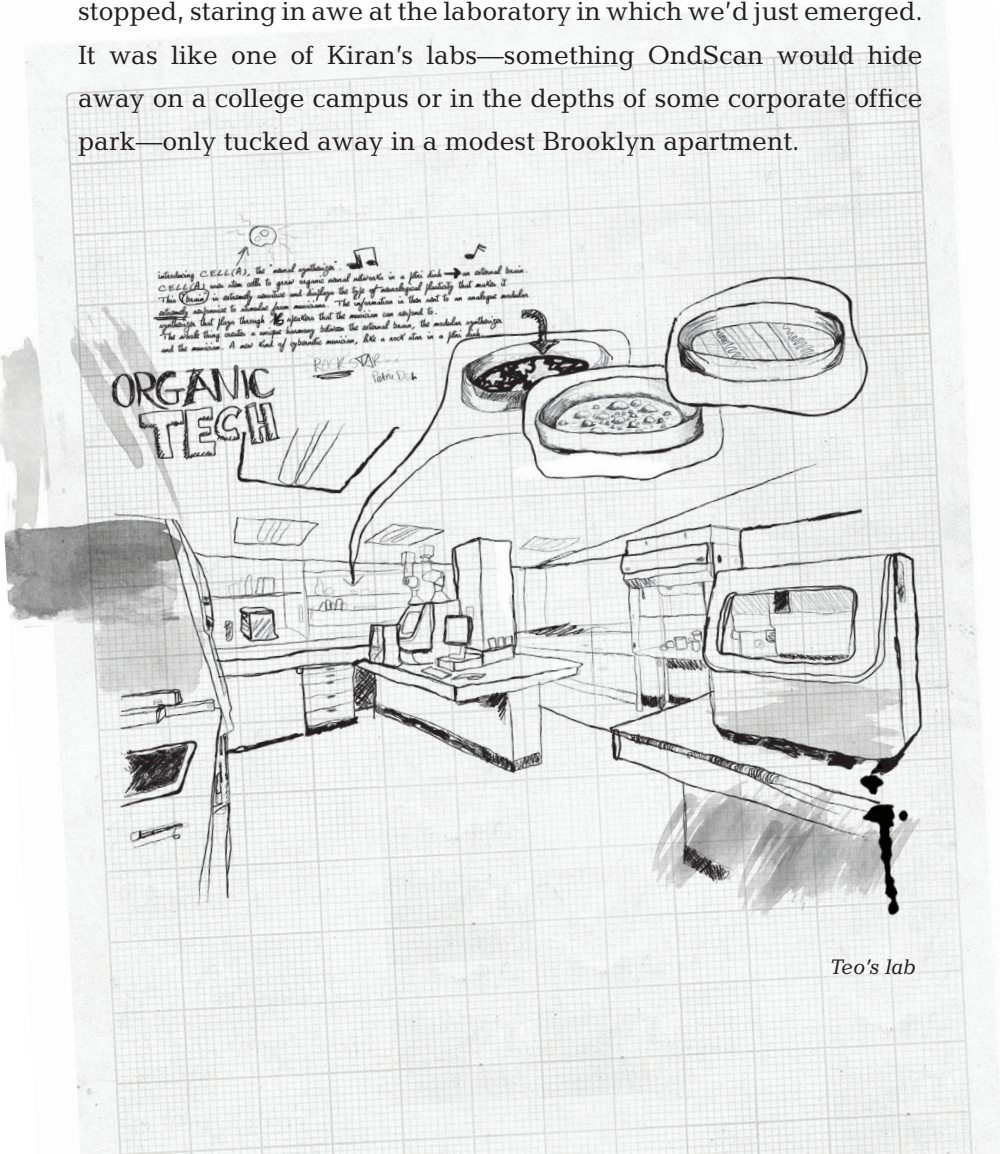 stopped, staring in awe at the laboratory in which we’d just emerged.
It was like one of Kiran’s labs—something OndScan would hide
away on a college campus or in the depths of some corporate office
park—only tucked away in a modest Brooklyn apartment.
introducing CELL(A), the "neural synthesizer".
CELL(A) uses stem cells to grow organic neural networks in a petri dish → an external brain.
This "brain" is extremely sensitive and displays the type of neurological plasticity that makes it
extremely responsive to stimulus from musicians. The information is then sent to an analogue modular
synthesizer that plays through 16 speakers that the musician can respond to.
The whole thing creates a unique harmony between the external brain, the modular synthesizer
and the musician. A new kind of cybernetic musician, like a rock star in a petri dish.
ROCK STAR...
Petri Dish
ORGANIC
TECH
Teo’s lab